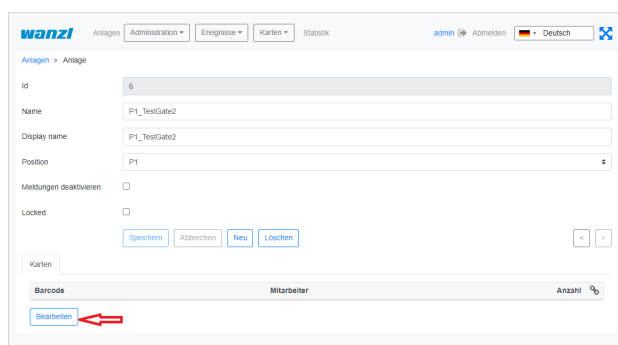 wanzl Anlagen Administration Ereignisse Karten Statistik admin Abmelden Deutsch
Anlagen > Anlage
Id 6
Name P1_TestGate2
Display name P1_TestGate2
Position P1
Meldungen deaktivieren
Locked
Speichern Abbrechen Neu Löschen < >
Karten
Barcode Mitarbeiter Anzahl
Bearbeiten